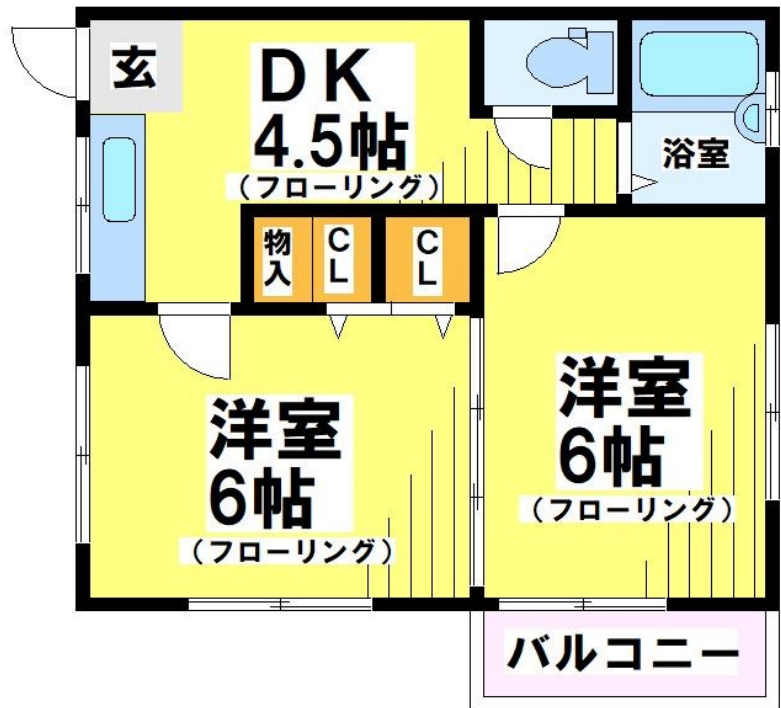 玄
DK
4.5帖
（フローリング）
浴室
物入
CL
CL
洋室
6帖
（フローリング）
洋室
6帖
（フローリング）
バルコニー